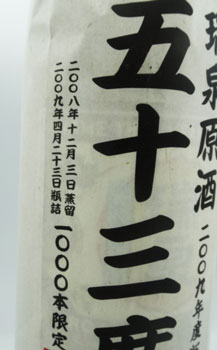 瑞泉原酒 二〇〇九年度
五十三度
二〇〇八年十二月三日蒸留
二〇〇九年四月二十三日瓶詰
一〇〇〇本限定